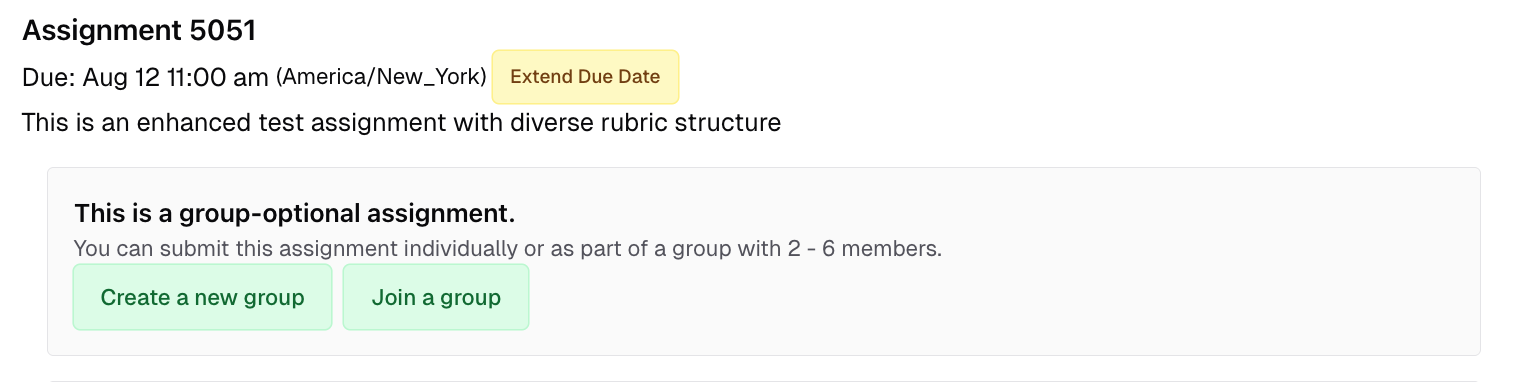 Assignment 5051
Due: Aug 12 11:00 am (America/New_York) Extend Due Date
This is an enhanced test assignment with diverse rubric structure
This is a group-optional assignment.
You can submit this assignment individually or as part of a group with 2 - 6 members.
Create a new group Join a group